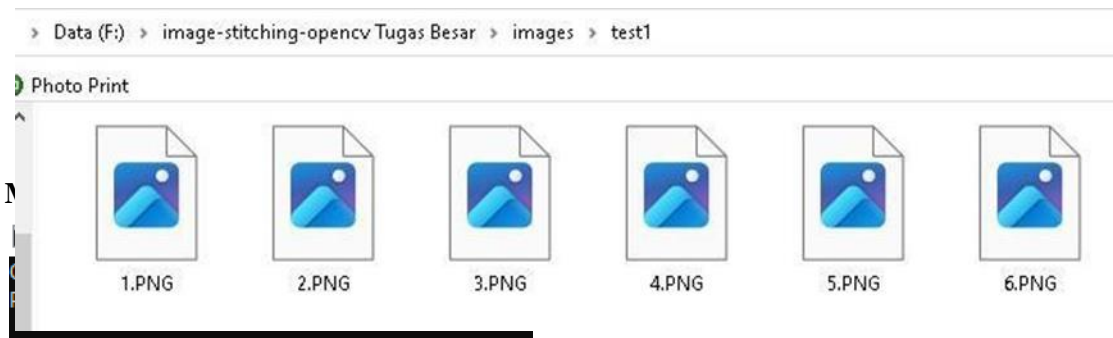 > Data (F:) > image-stitching-opencv Tugas Besar > images > test1
Photo Print
1.PNG 2.PNG 3.PNG 4.PNG 5.PNG 6.PNG